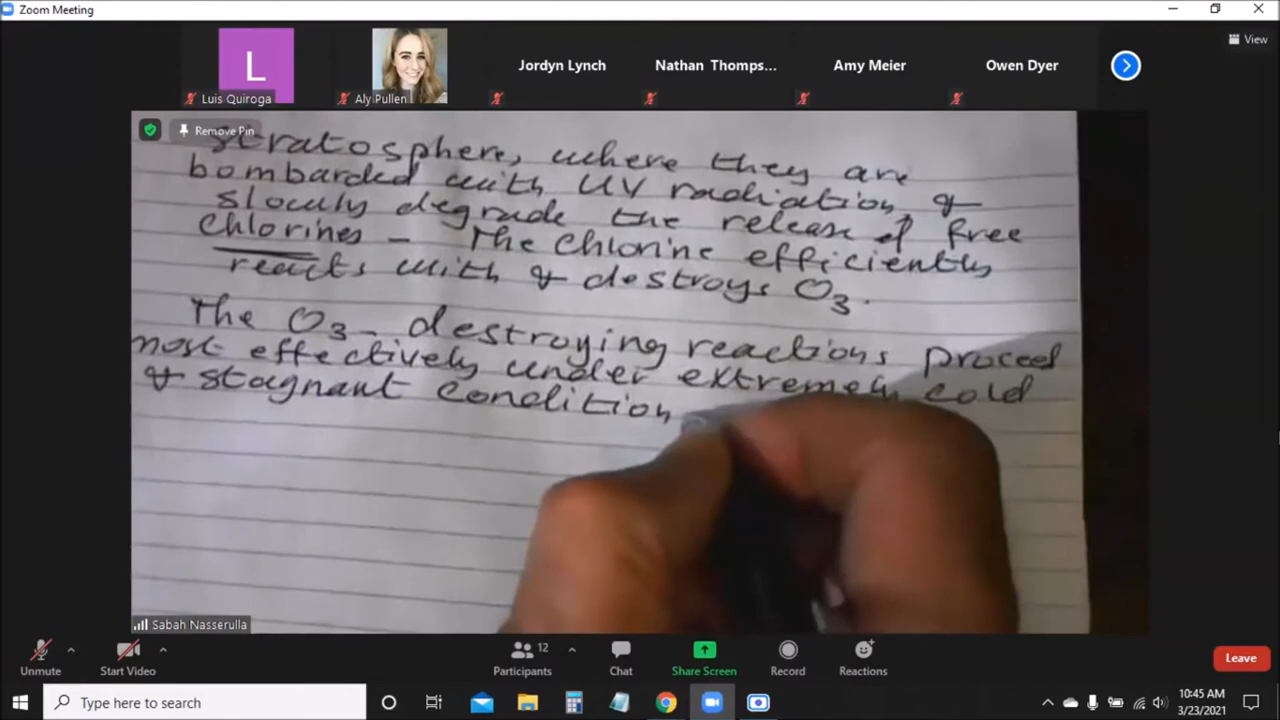 Zoom Meeting
View
L
Luis Quiroga
Aly Pullen
Jordyn Lynch
Nathan Thomps...
Amy Meier
Owen Dyer
Remove Pin
stratosphere, where they are
bombarded with UV radiation &
slowly degrade the release of free
chlorines - The Chlorine efficiently
reacts with & destroys O3.
The O3- destroying reactions proceed
most effectively under extremely cold
& stagnant condition
Sabah Nasserulla
Unmute
Start Video
Participants
12
Chat
Share Screen
Record
Reactions
Leave
Type here to search
10:45 AM
3/23/2021